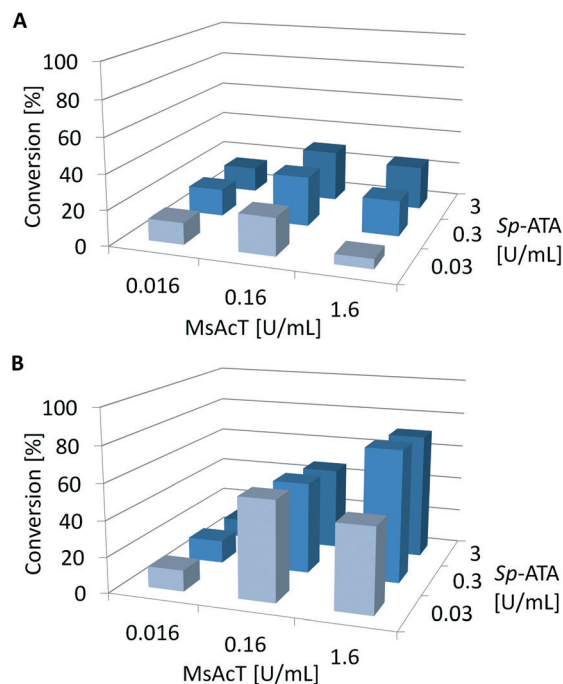 A
Conversion [%]
100
80
60
40
20
0
0.016
0.16
1.6
MsAcT [U/mL]
3
0.3
0.03
Sp-ATA
[U/mL]
B
Conversion [%]
100
80
60
40
20
0
0.016
0.16
1.6
MsAcT [U/mL]
3
0.3
0.03
Sp-ATA
[U/mL]